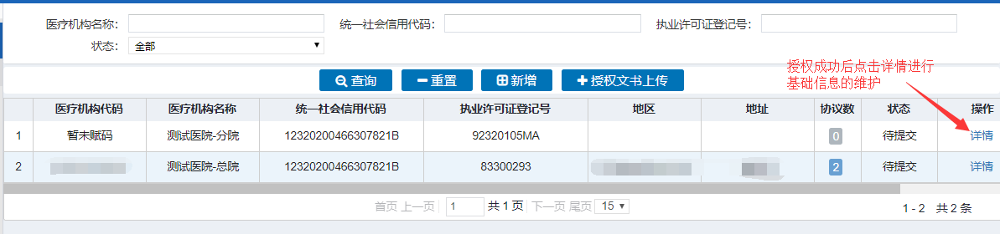 医疗机构名称： 统一社会信用代码： 执业许可证登记号：
状态： 全部
授权成功后点击详情进行
基础信息的维护
查询 重置 新增 授权文书上传
医疗机构代码 医疗机构名称 统一社会信用代码 执业许可证登记号 地区 地址 协议数 状态 操作
1 暂未赋码 测试医院-分院 12320200466307821B 92320105MA 0 待提交 详情
2 测试医院-总院 12320200466307821B 83300293 2 待提交 详情
首页 上一页 1 共 1 页 下一页 尾页 15 1 - 2 共 2 条